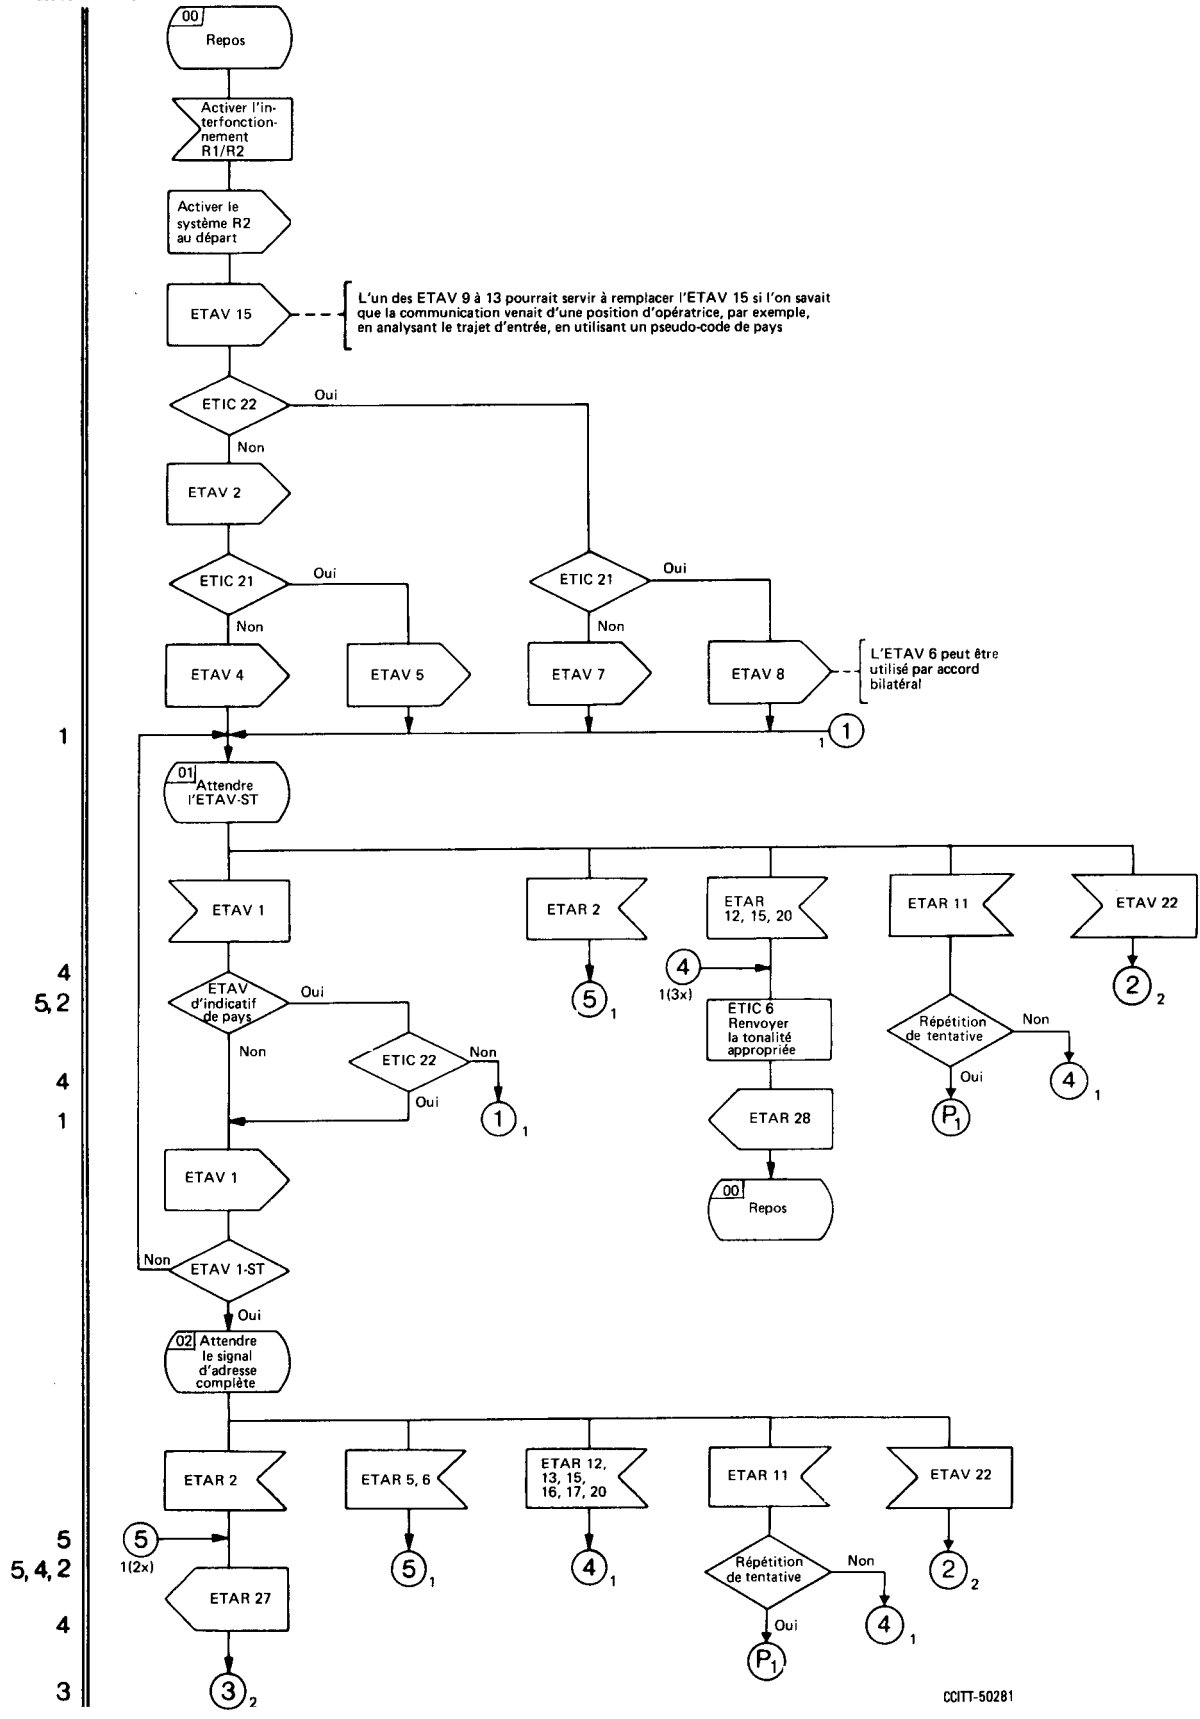 00
Repos
Activer l'in-
terfonction-
nement
R1/R2
Activer le
système R2
au départ
ETAV 15
L'un des ETAV 9 à 13 pourrait servir à remplacer l'ETAV 15 si l'on savait
que la communication venait d'une position d'opératrice, par exemple,
en analysant le trajet d'entrée, en utilisant un pseudo-code de pays
ETIC 22
Oui
Non
ETAV 2
ETIC 21
Oui
Non
ETIC 21
Oui
Non
ETAV 4
ETAV 5
ETAV 7
ETAV 8
L'ETAV 6 peut être
utilisé par accord
bilatéral
1
1
1
01
Attendre
l'ETAV-ST
ETAV 1
ETAR 2
ETAR
12, 15, 20
ETAR 11
ETAV 22
4
5, 2
ETAV
d'indicatif
de pays
Oui
Non
5
1
4
1(3x)
2
2
ETIC 6
Renvoyer
la tonalité
appropriée
Répétition
de tentative
Non
Oui
4
1
P1
ETIC 22
Non
Oui
4
1
1
1
ETAR 28
ETAV 1
00
Repos
ETAV 1-ST
Non
Oui
02
Attendre
le signal
d'adresse
complète
ETAR 2
ETAR 5, 6
ETAR 12,
13, 15,
16, 17, 20
ETAR 11
ETAV 22
5
5
1(2x)
5, 4, 2
5
1
4
1
Répétition
de tentative
Non
Oui
2
2
ETAR 27
4
4
1
P1
3
3
2
CCITT-50281